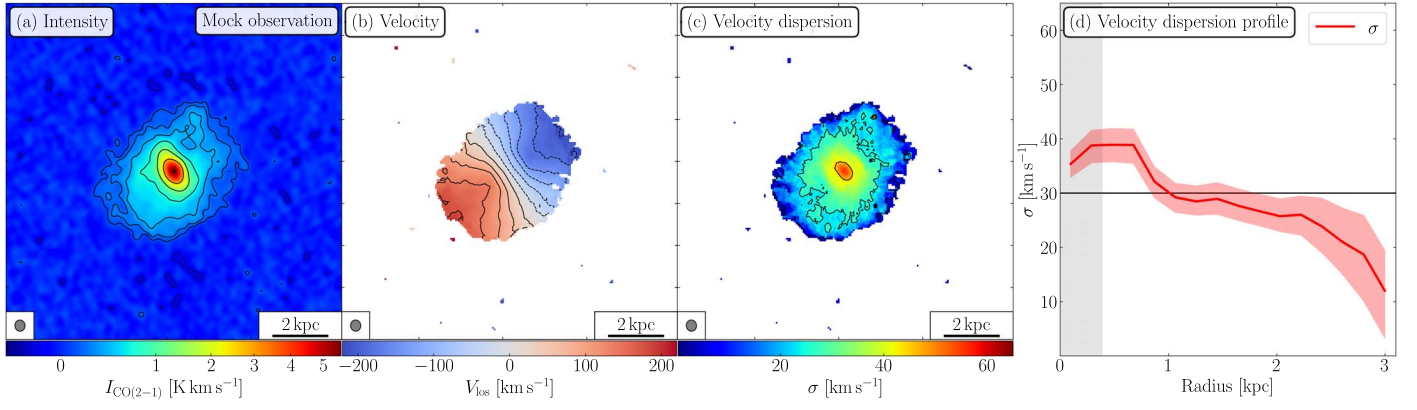 (a) Intensity
Mock observation
2 kpc
0 1 2 3 4 5
I_CO(2−1) [K km s⁻¹]
(b) Velocity
2 kpc
−200 −100 0 100 200
V_los [km s⁻¹]
(c) Velocity dispersion
2 kpc
20 40 60
σ [km s⁻¹]
(d) Velocity dispersion profile
σ
60
50
40
30
20
10
σ [km s⁻¹]
0 1 2 3
Radius [kpc]